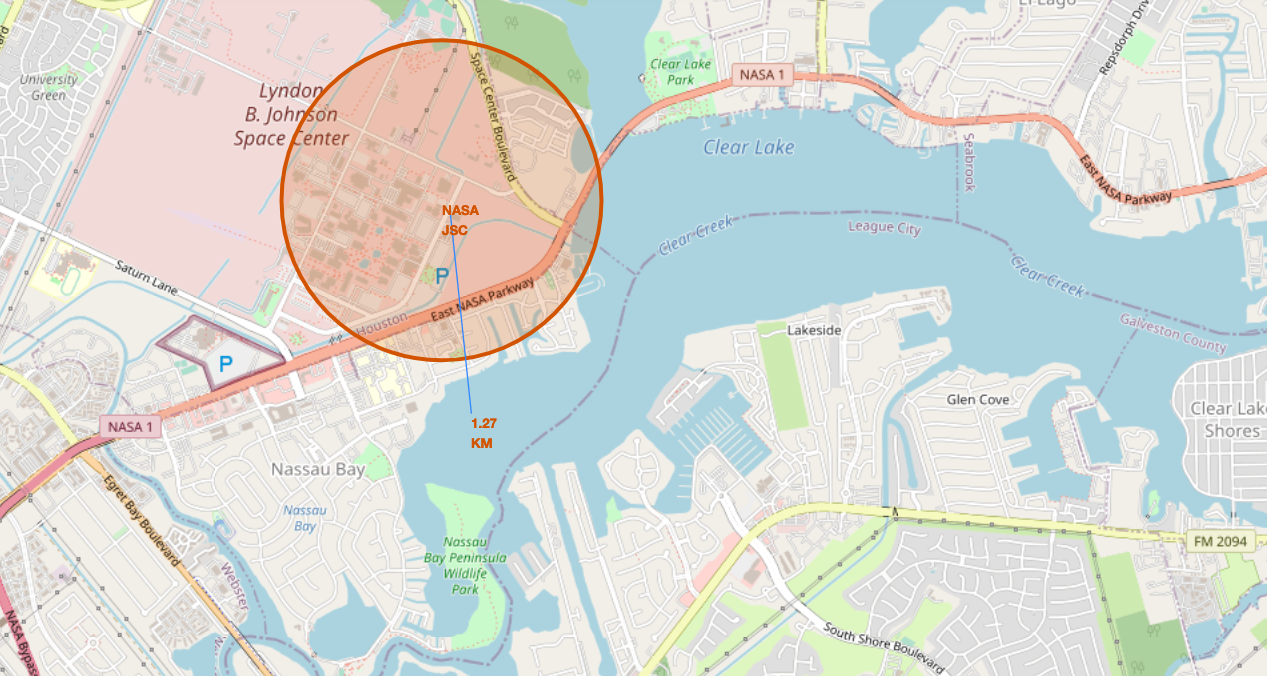 El Lago
Repsdorph Driv
ard
University
Green
Clear Lake
Park
NASA 1
Space Center Boulevard
Lyndon
B. Johnson
Space Center
Clear Lake
Seabrook
East NASA Parkway
NASA
JSC
Clear Creek
League City
Clear Creek
Saturn Lane
P
East NASA Parkway
Houston
Galveston County
Lakeside
P
Glen Cove
Clear Lake
Shores
NASA 1
1.27
KM
Nassau Bay
Egret Bay Boulevard
Nassau
Bay
Nassau
Bay Peninsula
Wildlife
Park
FM 2094
Webster
NASA Bypass
South Shore Boulevard